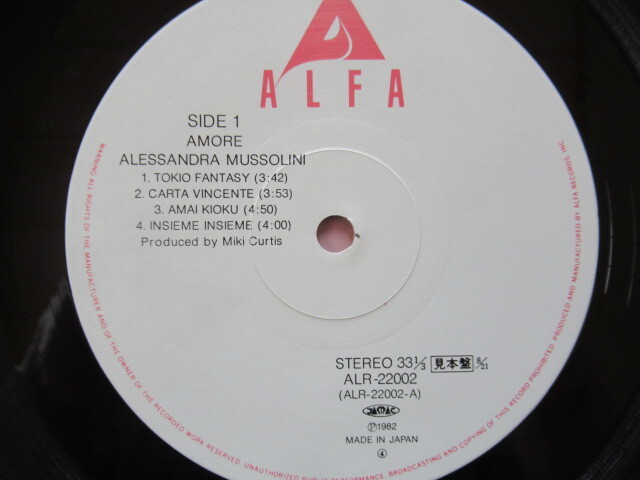 ALFA
SIDE 1
AMORE
ALESSANDRA MUSSOLINI
1. TOKIO FANTASY (3:42)
2. CARTA VINCENTE (3:53)
3. AMAI KIOKU (4:50)
4. INSIEME INSIEME (4:00)
Produced by Miki Curtis
STEREO 33⅓ 見本盤
ALR-22002
(ALR-22002-A)
JASRAC
Ⓟ1982
MADE IN JAPAN
④
WARNING: ALL RIGHTS OF THE MANUFACTURER AND OF THE OWNER OF THE RECORDED WORK RESERVED. UNAUTHORIZED PUBLIC PERFORMANCE, BROADCASTING AND COPYING OF THIS RECORD PROHIBITED. PRODUCED AND MANUFACTURED BY ALFA RECORDS, INC.